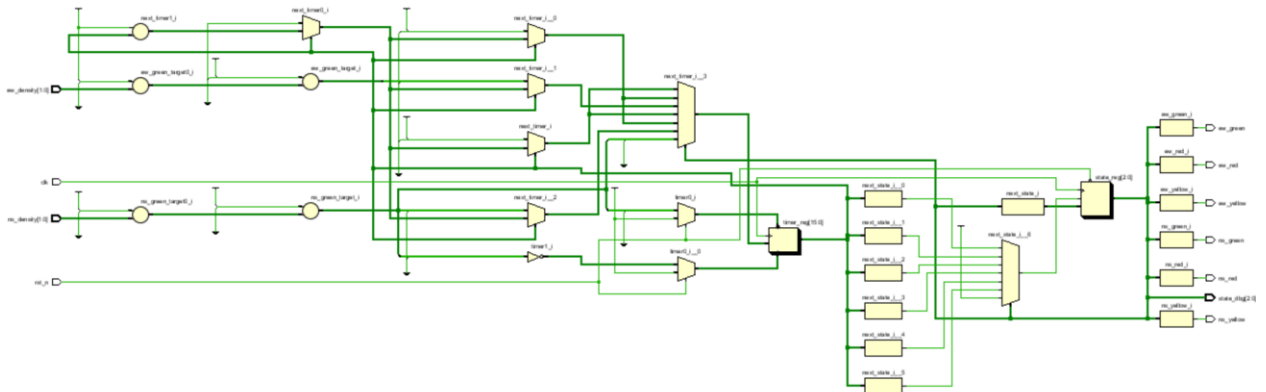 next_timer1_i
next_timer0_i
next_timer_i__0
ew_green_target0_i
ew_green_target_i
next_timer_i__1
next_timer_i__3
ew_density[1:0]
ew_green_i
ew_green
next_timer_i
ew_red_i
ew_red
clk
next_state_i__0
state_reg[2:0]
next_state_i
ns_green_target0_i
ns_green_target_i
next_timer_i__2
timer0_i
ew_yellow_i
ew_yellow
ns_density[1:0]
timer_reg[15:0]
next_state_i__1
next_state_i__6
ns_green_i
ns_green
timer1_i
timer0_i__0
next_state_i__2
ns_red_i
ns_red
rst_n
next_state_i__3
state_dbg[2:0]
ns_yellow_i
ns_yellow
next_state_i__4
next_state_i__5